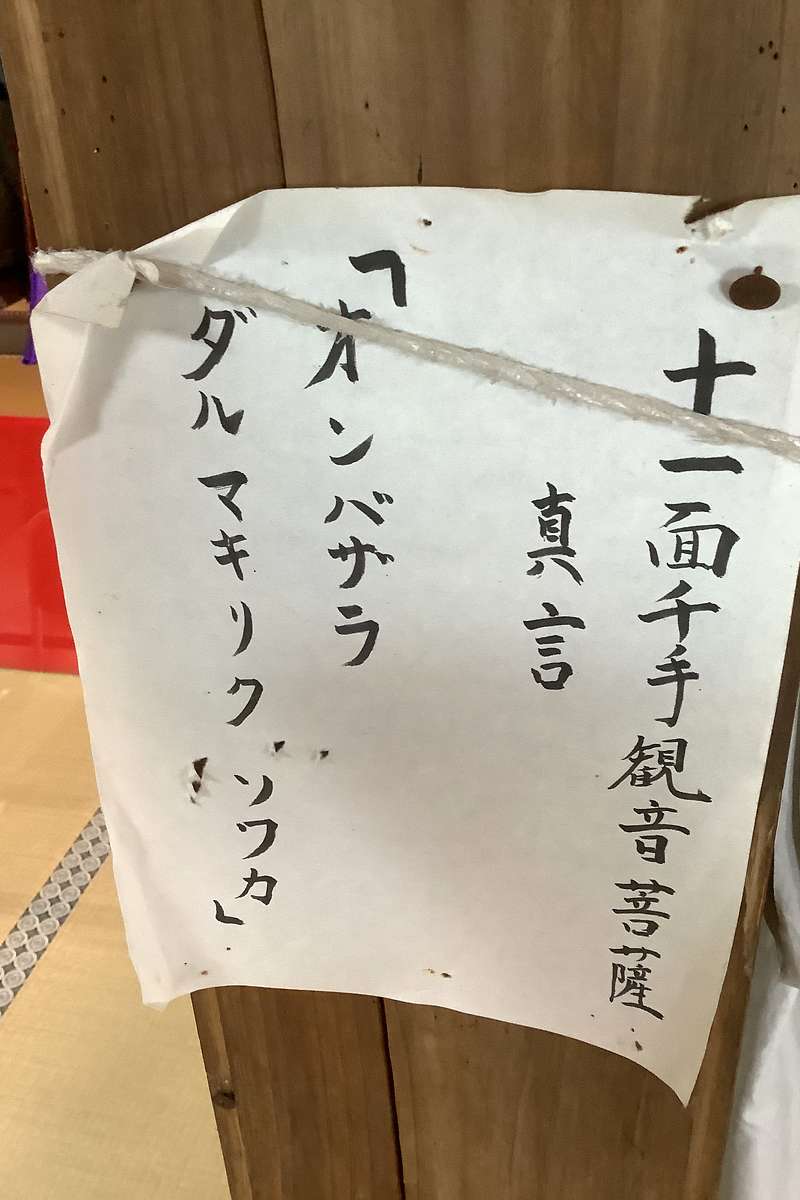 十一面千手観音菩薩
真言
「オンバザラ
ダルマキリク ソワカ」